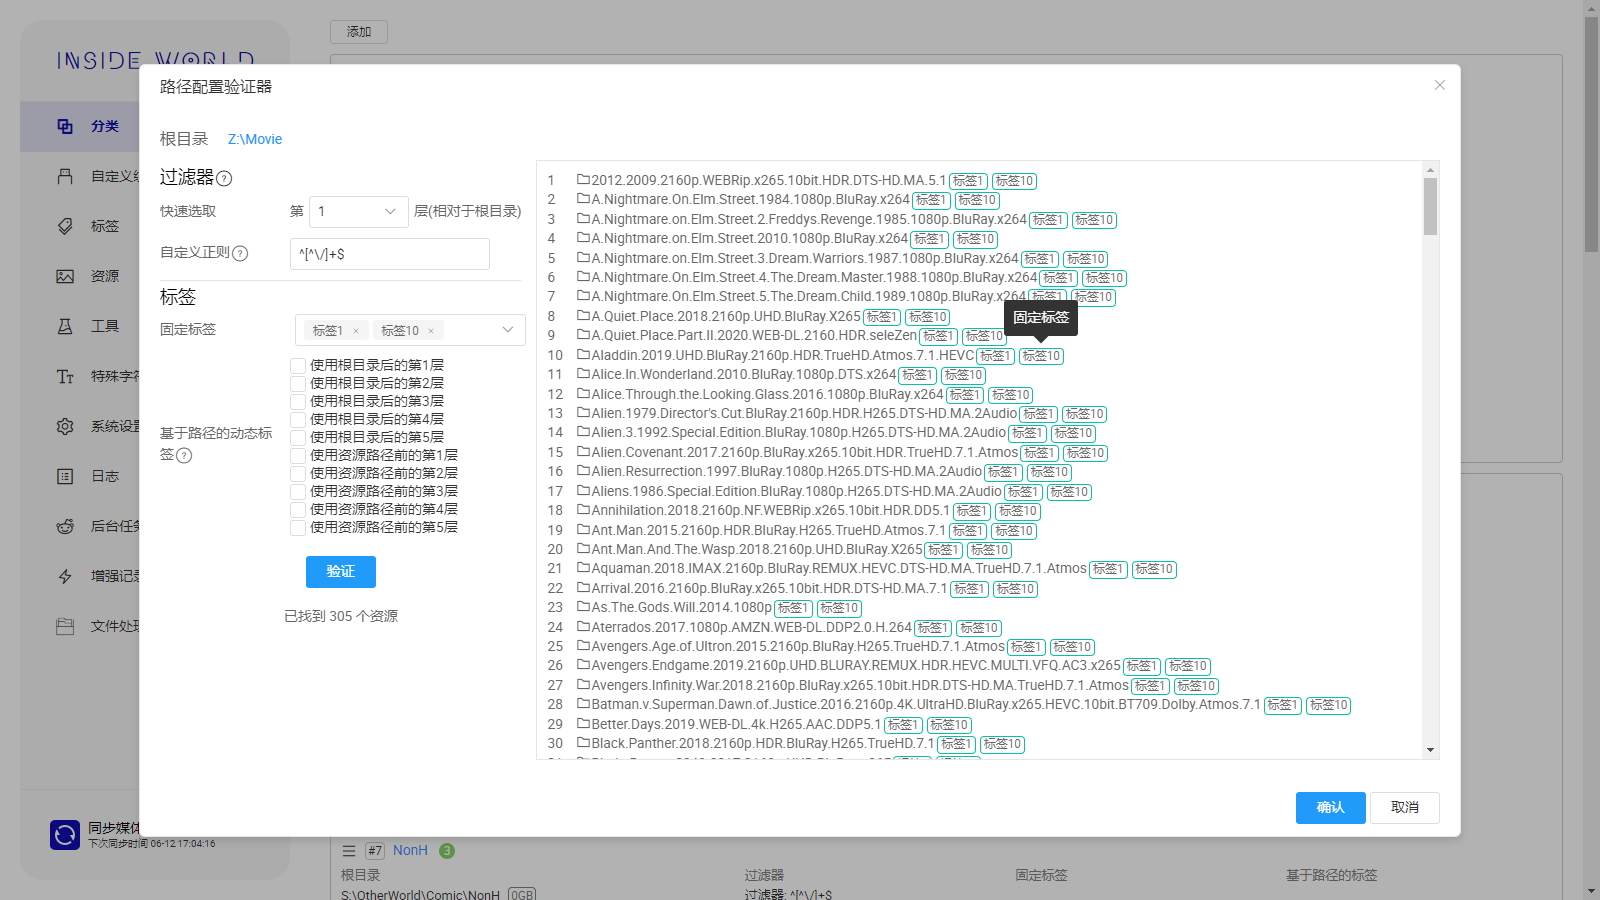 添加
INSIDE WORLD
路径配置验证器
分类
标签
资源
工具
日志
根目录 Z:\Movie
过滤器
快速选取 第 1 层(相对于根目录)
自定义正则 ^[^\/]+$
标签
固定标签 标签1 × 标签10 ×
基于路径的动态标签
使用根目录后的第1层
使用根目录后的第2层
使用根目录后的第3层
使用根目录后的第4层
使用根目录后的第5层
使用资源路径前的第1层
使用资源路径前的第2层
使用资源路径前的第3层
使用资源路径前的第4层
使用资源路径前的第5层
验证
已找到 305 个资源
1 2012.2009.2160p.WEBRip.x265.10bit.HDR.DTS-HD.MA.5.1 标签1 标签10
2 A.Nightmare.On.Elm.Street.1984.1080p.BluRay.x264 标签1 标签10
3 A.Nightmare.on.Elm.Street.2.Freddys.Revenge.1985.1080p.BluRay.x264 标签1 标签10
4 A.Nightmare.on.Elm.Street.2010.1080p.BluRay.x264 标签1 标签10
5 A.Nightmare.on.Elm.Street.3.Dream.Warriors.1987.1080p.BluRay.x264 标签1 标签10
6 A.Nightmare.On.Elm.Street.4.The.Dream.Master.1988.1080p.BluRay.x264 标签1 标签10
7 A.Nightmare.On.Elm.Street.5.The.Dream.Child.1989.1080p.BluRay.x264 标签1 标签10
8 A.Quiet.Place.2018.2160p.UHD.BluRay.X265 标签1 标签10
固定标签
9 A.Quiet.Place.Part.II.2020.WEB-DL.2160.HDR.seleZen 标签1 标签10
10 Aladdin.2019.UHD.BluRay.2160p.HDR.TrueHD.Atmos.7.1.HEVC 标签1 标签10
11 Alice.In.Wonderland.2010.BluRay.1080p.DTS.x264 标签1 标签10
12 Alice.Through.the.Looking.Glass.2016.1080p.BluRay.x264 标签1 标签10
13 Alien.1979.Director's.Cut.BluRay.2160p.HDR.H265.DTS-HD.MA.2Audio 标签1 标签10
14 Alien.3.1992.Special.Edition.BluRay.1080p.H265.DTS-HD.MA.2Audio 标签1 标签10
15 Alien.Covenant.2017.2160p.BluRay.x265.10bit.HDR.TrueHD.7.1.Atmos 标签1 标签10
16 Alien.Resurrection.1997.BluRay.1080p.H265.DTS-HD.MA.2Audio 标签1 标签10
17 Aliens.1986.Special.Edition.BluRay.1080p.H265.DTS-HD.MA.2Audio 标签1 标签10
18 Annihilation.2018.2160p.NF.WEBRip.x265.10bit.HDR.DD5.1 标签1 标签10
19 Ant.Man.2015.2160p.HDR.BluRay.H265.TrueHD.Atmos.7.1 标签1 标签10
20 Ant.Man.And.The.Wasp.2018.2160p.UHD.BluRay.X265 标签1 标签10
21 Aquaman.2018.IMAX.2160p.BluRay.REMUX.HEVC.DTS-HD.MA.TrueHD.7.1.Atmos 标签1 标签10
22 Arrival.2016.2160p.BluRay.x265.10bit.HDR.DTS-HD.MA.7.1 标签1 标签10
23 As.The.Gods.Will.2014.1080p 标签1 标签10
24 Aterrados.2017.1080p.AMZN.WEB-DL.DDP2.0.H.264 标签1 标签10
25 Avengers.Age.of.Ultron.2015.2160p.BluRay.H265.TrueHD.7.1.Atmos 标签1 标签10
26 Avengers.Endgame.2019.2160p.UHD.BLURAY.REMUX.HDR.HEVC.MULTI.VFQ.AC3.x265 标签1 标签10
27 Avengers.Infinity.War.2018.2160p.BluRay.x265.10bit.HDR.DTS-HD.MA.TrueHD.7.1.Atmos 标签1 标签10
28 Batman.v.Superman.Dawn.of.Justice.2016.2160p.4K.UltraHD.BluRay.x265.HEVC.10bit.BT709.Dolby.Atmos.7.1 标签1 标签10
29 Better.Days.2019.WEB-DL.4k.H265.AAC.DDP5.1 标签1 标签10
30 Black.Panther.2018.2160p.HDR.BluRay.H265.TrueHD.7.1 标签1 标签10
确认 取消
同步媒体
下次同步时间 06-12 17:04:16
#7 NonH 3
根目录 过滤器 固定标签 基于路径的标签
S:\OtherWorld\Comic\NonH 0GB 过滤器: ^[^\/]+$